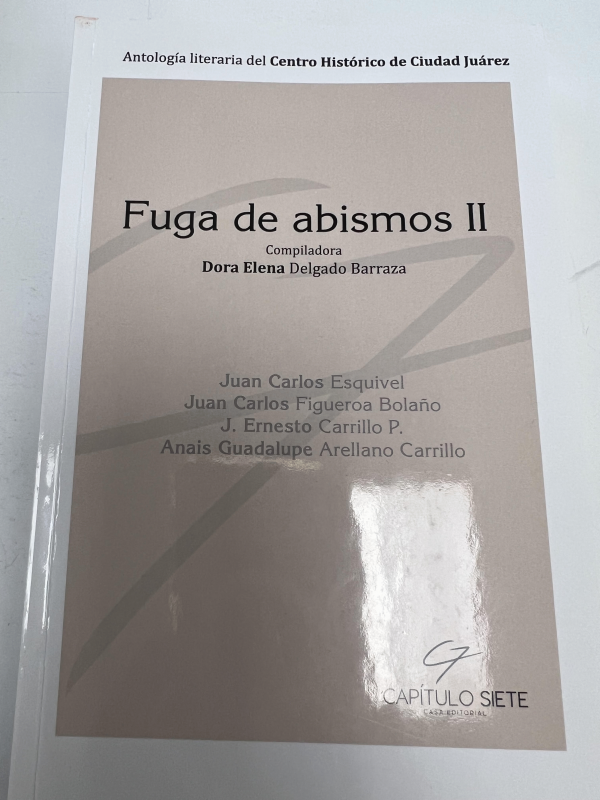 Antología literaria del Centro Histórico de Ciudad Juárez
Fuga de abismos II
Compiladora
Dora Elena Delgado Barraza
Juan Carlos Esquivel
Juan Carlos Figueroa Bolaño
J. Ernesto Carrillo P.
Anais Guadalupe Arellano Carrillo
CAPÍTULO SIETE
CASA EDITORIAL